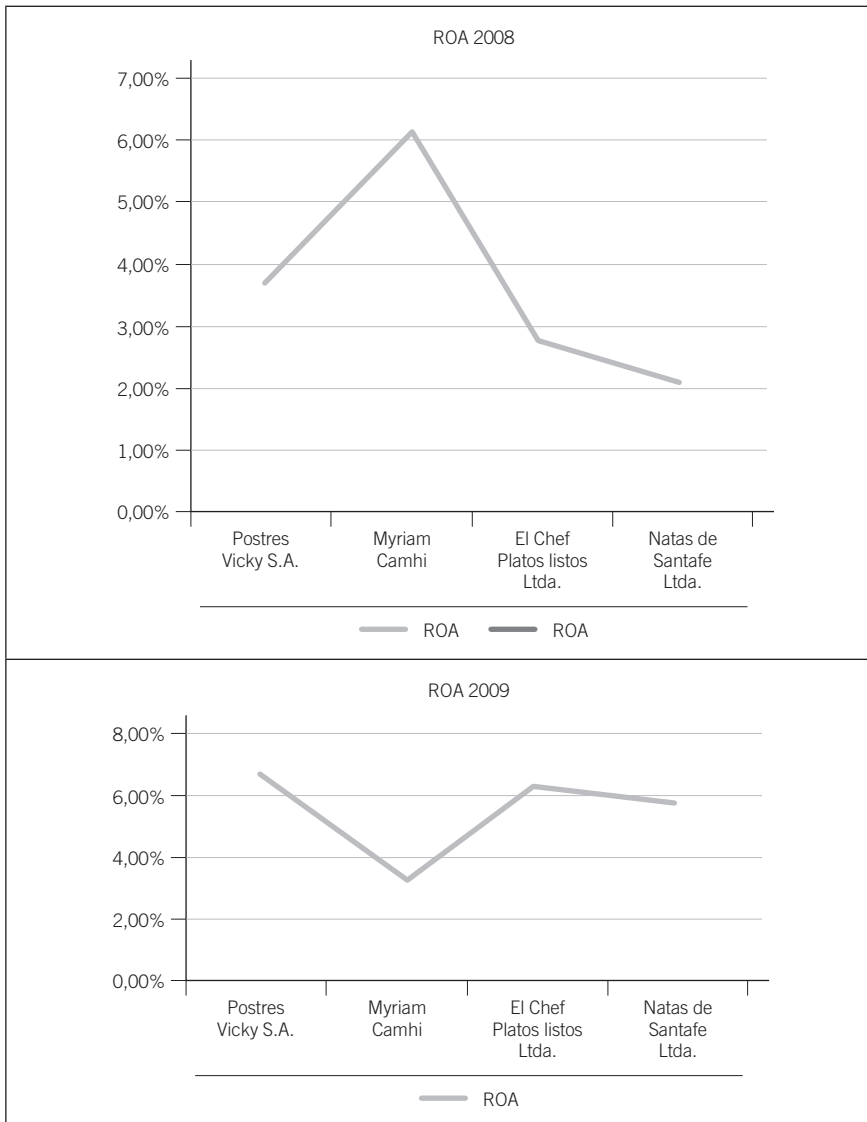 ROA 2008
7,00%
6,00%
5,00%
4,00%
3,00%
2,00%
1,00%
0,00%
Postres
Vicky S.A.
Myriam
Camhi
El Chef
Platos listos
Ltda.
Natas de
Santafe
Ltda.
ROA ROA
ROA 2009
8,00%
6,00%
4,00%
2,00%
0,00%
Postres
Vicky S.A.
Myriam
Camhi
El Chef
Platos listos
Ltda.
Natas de
Santafe
Ltda.
ROA